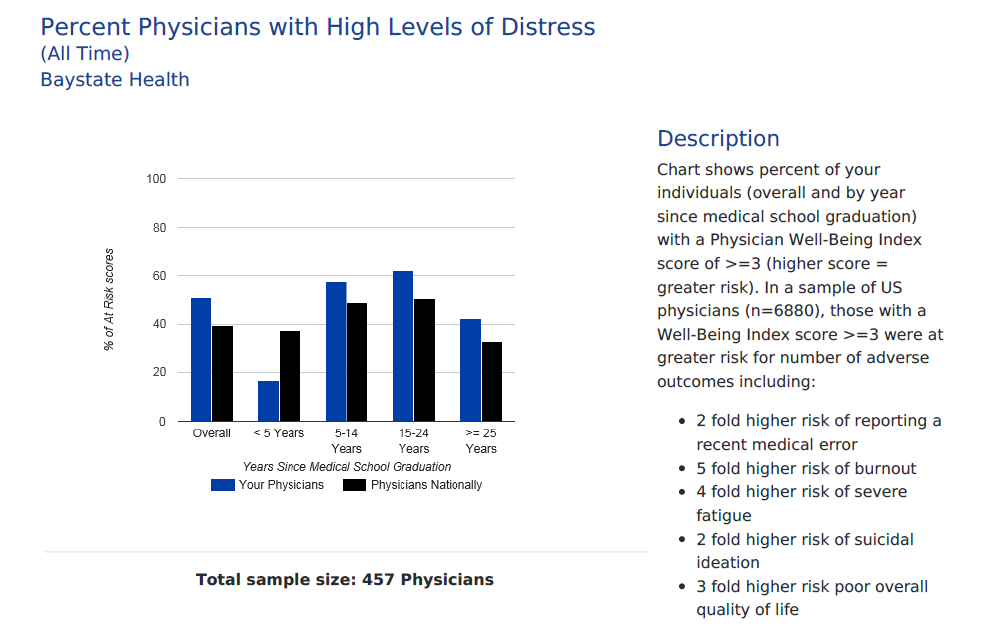 Percent Physicians with High Levels of Distress
(All Time)
Baystate Health
100
80
60
40
20
0
% of At Risk scores
Overall
< 5 Years
5-14
Years
15-24
Years
>= 25
Years
Years Since Medical School Graduation
Your Physicians
Physicians Nationally
Total sample size: 457 Physicians
Description
Chart shows percent of your
individuals (overall and by year
since medical school graduation)
with a Physician Well-Being Index
score of >=3 (higher score =
greater risk). In a sample of US
physicians (n=6880), those with a
Well-Being Index score >=3 were at
greater risk for number of adverse
outcomes including:
• 2 fold higher risk of reporting a
recent medical error
• 5 fold higher risk of burnout
• 4 fold higher risk of severe
fatigue
• 2 fold higher risk of suicidal
ideation
• 3 fold higher risk poor overall
quality of life